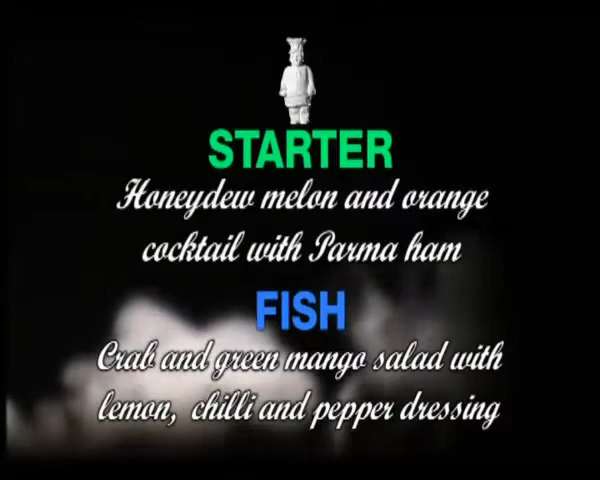 STARTER
Honeydew melon and orange
cocktail with Parma ham
FISH
Crab and green mango salad with
lemon, chilli and pepper dressing